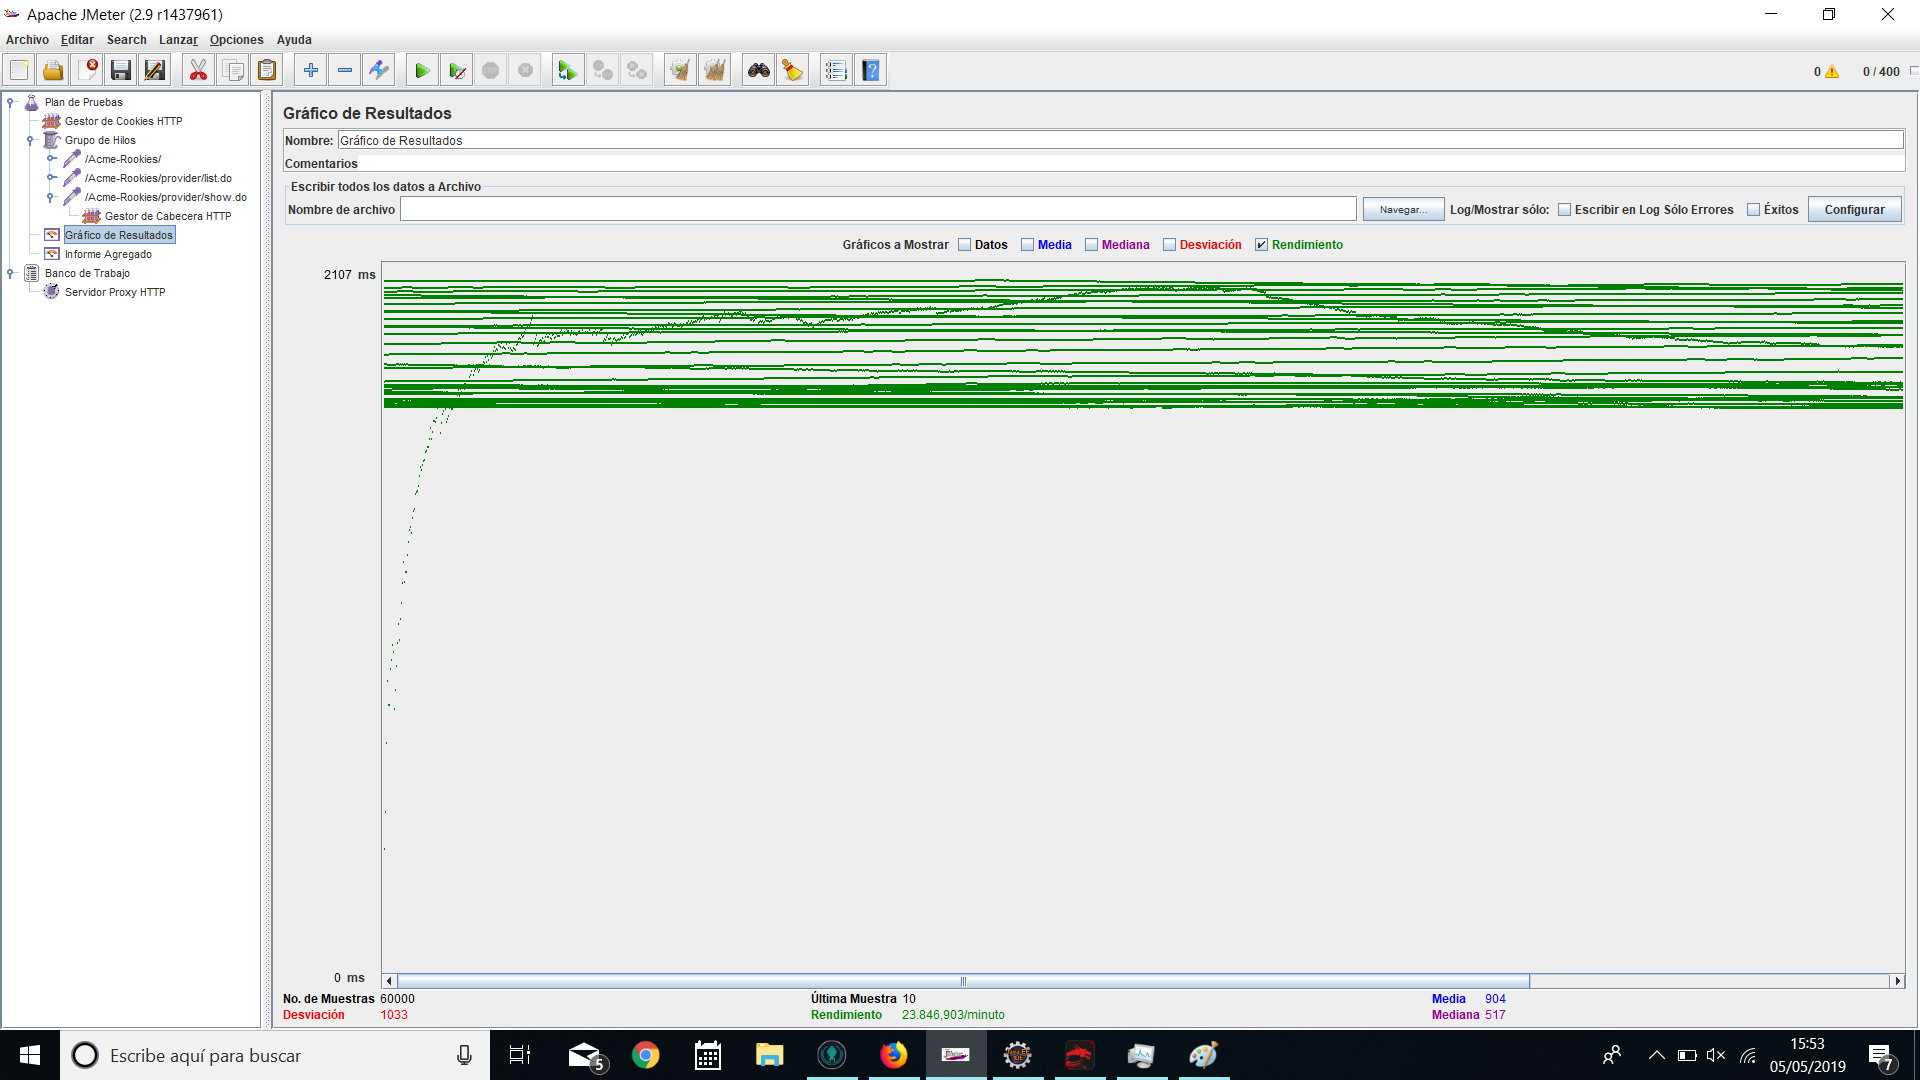 Apache JMeter (2.9 r1437961)
Archivo Editar Search Lanzar Opciones Ayuda
0 0 / 400
Plan de Pruebas
Gestor de Cookies HTTP
Grupo de Hilos
/Acme-Rookies/
/Acme-Rookies/provider/list.do
/Acme-Rookies/provider/show.do
Gestor de Cabecera HTTP
Gráfico de Resultados
Informe Agregado
Banco de Trabajo
Servidor Proxy HTTP
Gráfico de Resultados
Nombre: Gráfico de Resultados
Comentarios
Escribir todos los datos a Archivo
Nombre de archivo Navegar... Log/Mostrar sólo: Escribir en Log Sólo Errores Éxitos Configurar
Gráficos a Mostrar Datos Media Mediana Desviación Rendimiento
2107 ms
0 ms
No. de Muestras 60000 Última Muestra 10 Media 904
Desviación 1033 Rendimiento 23.846,903/minuto Mediana 517
Escribe aquí para buscar
5
15:53
05/05/2019
7